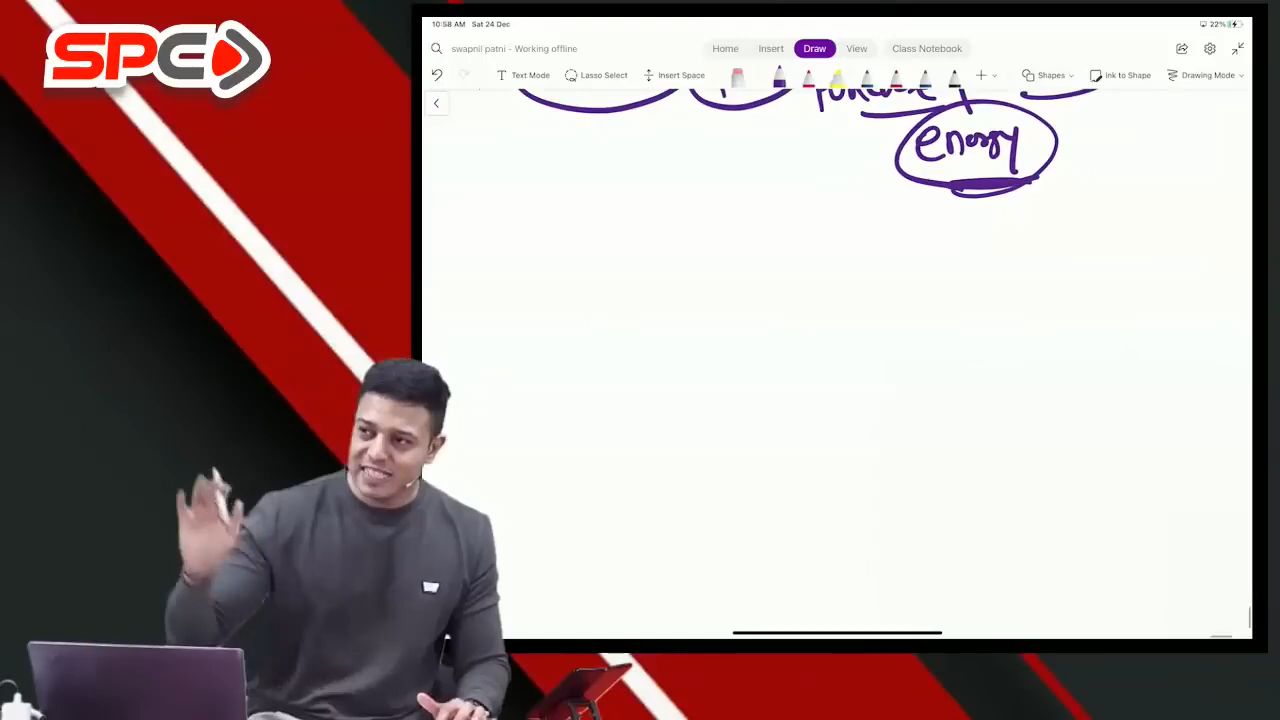 SPC
10:58 AM Sat 24 Dec
22%
swapnil patni - Working offline
Home Insert Draw View Class Notebook
Text Mode Lasso Select Insert Space Shapes Ink to Shape Drawing Mode
energy